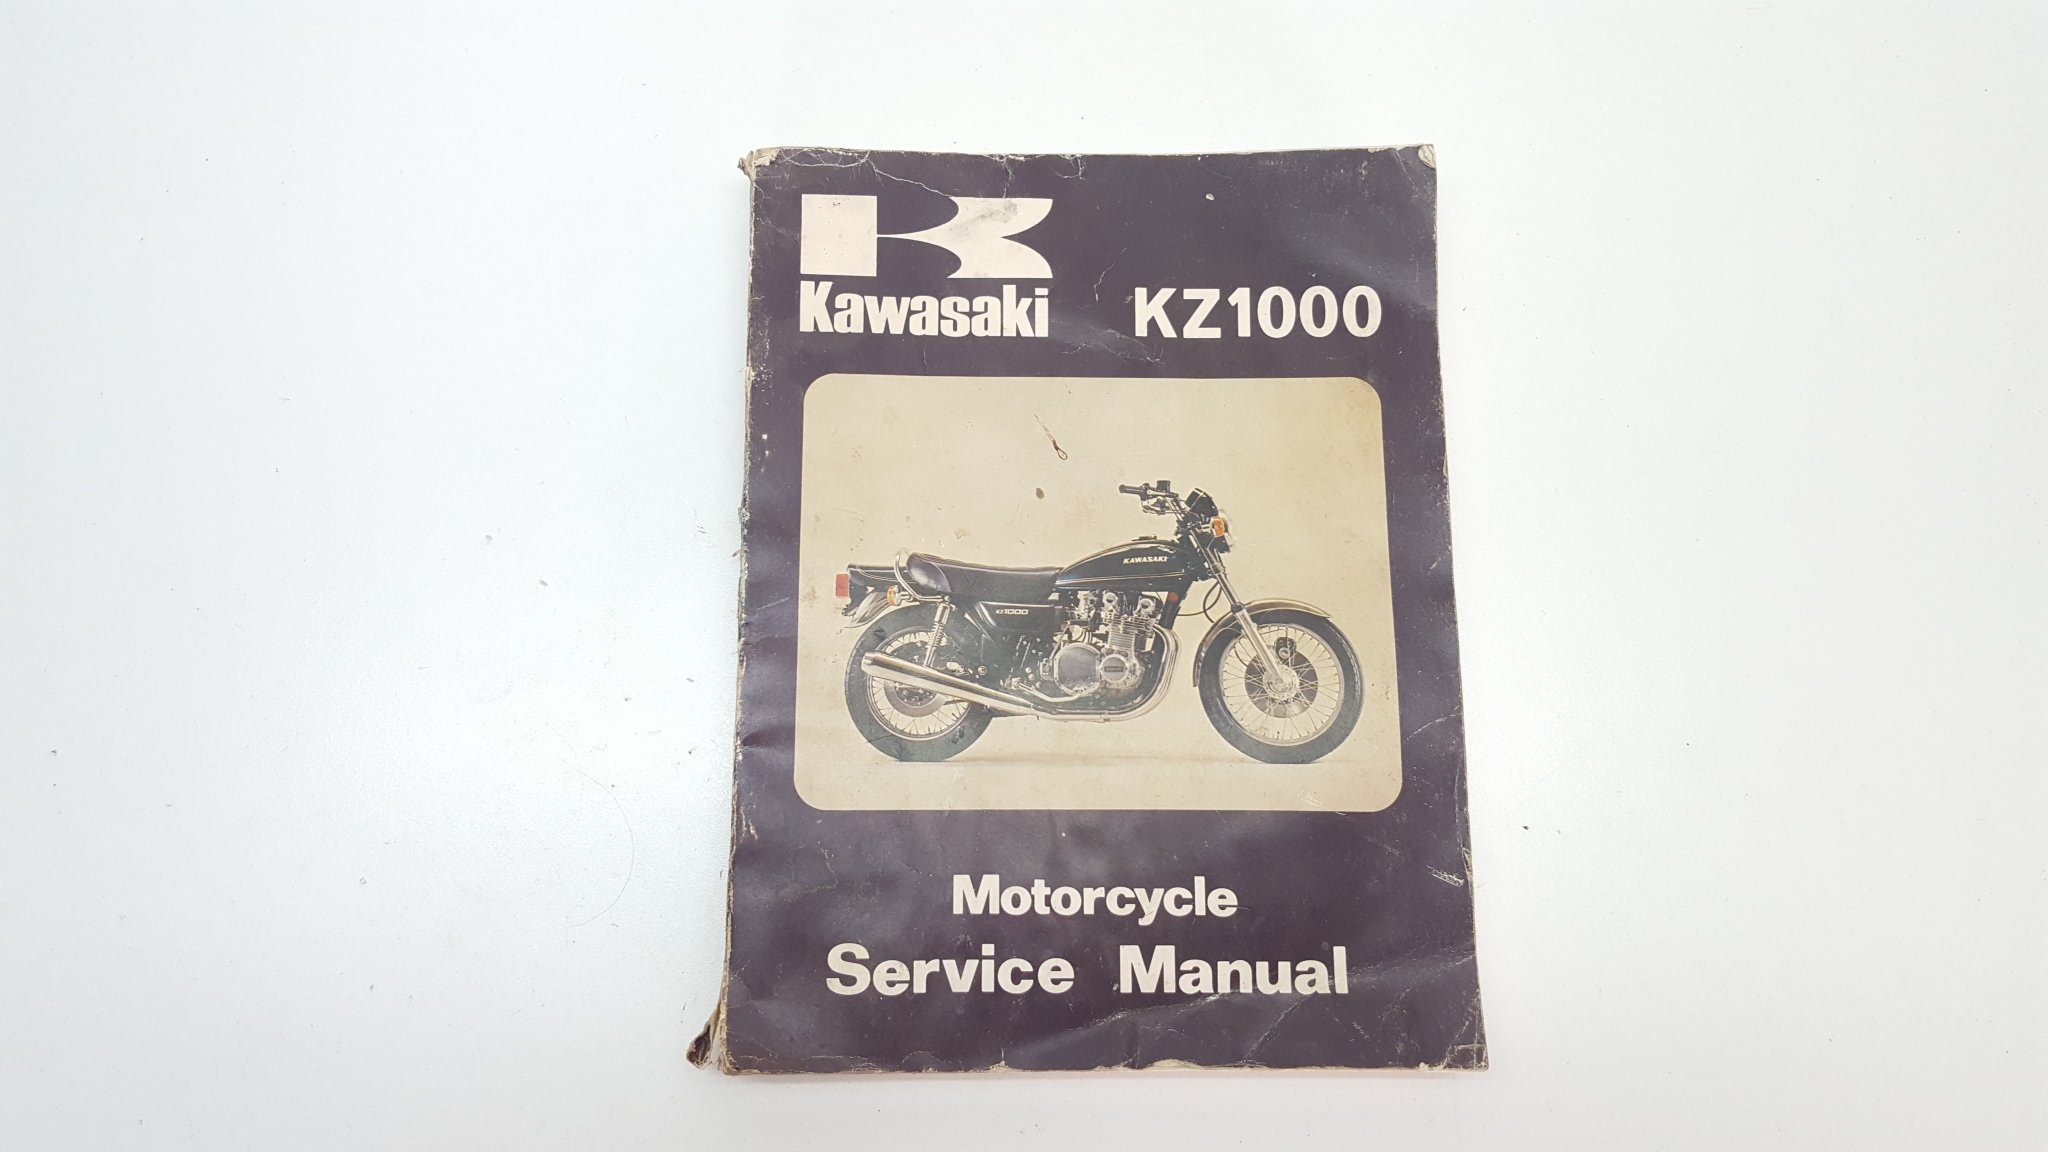 Kawasaki KZ1000
KAWASAKI
KZ1000
Motorcycle
Service Manual